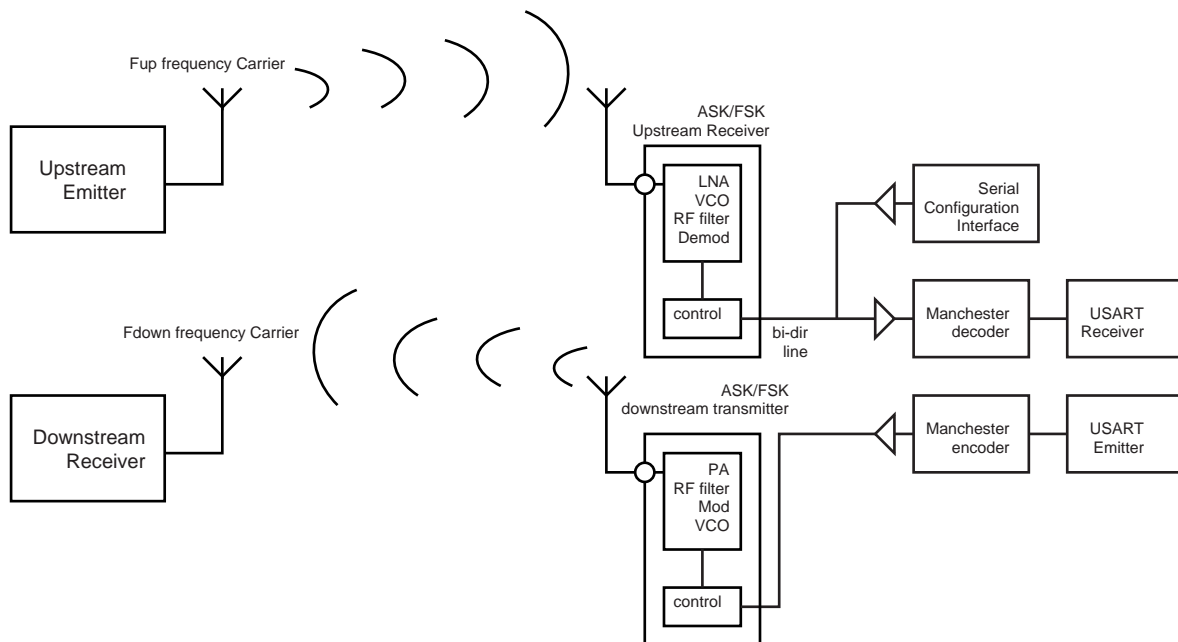 Fup frequency Carrier
Upstream
Emitter
ASK/FSK
Upstream Receiver
LNA
VCO
RF filter
Demod
control
bi-dir
line
Serial
Configuration
Interface
Manchester
decoder
USART
Receiver
Fdown frequency Carrier
Downstream
Receiver
ASK/FSK
downstream transmitter
PA
RF filter
Mod
VCO
control
Manchester
encoder
USART
Emitter